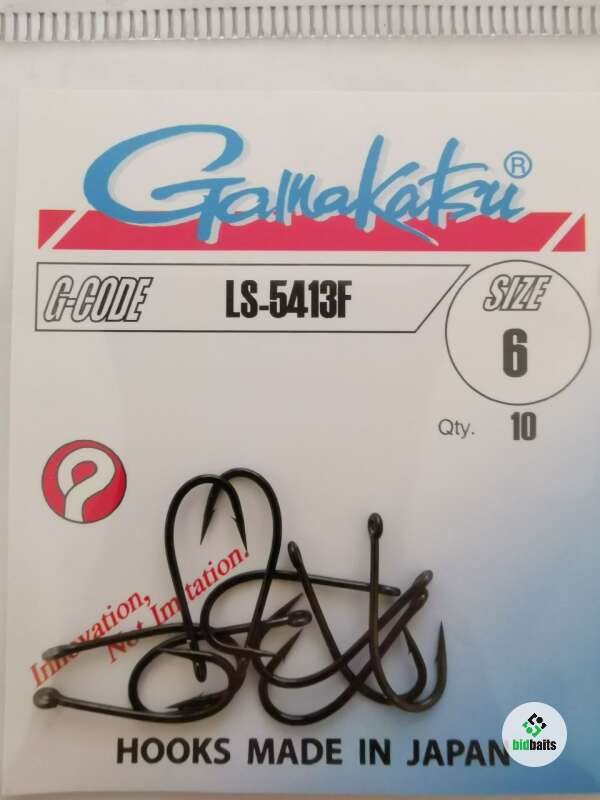 Gamakatsu®
G-CODE LS-5413F
SIZE
6
Qty. 10
Innovation,
Not Imitation.
HOOKS MADE IN JAPAN
bidbaits